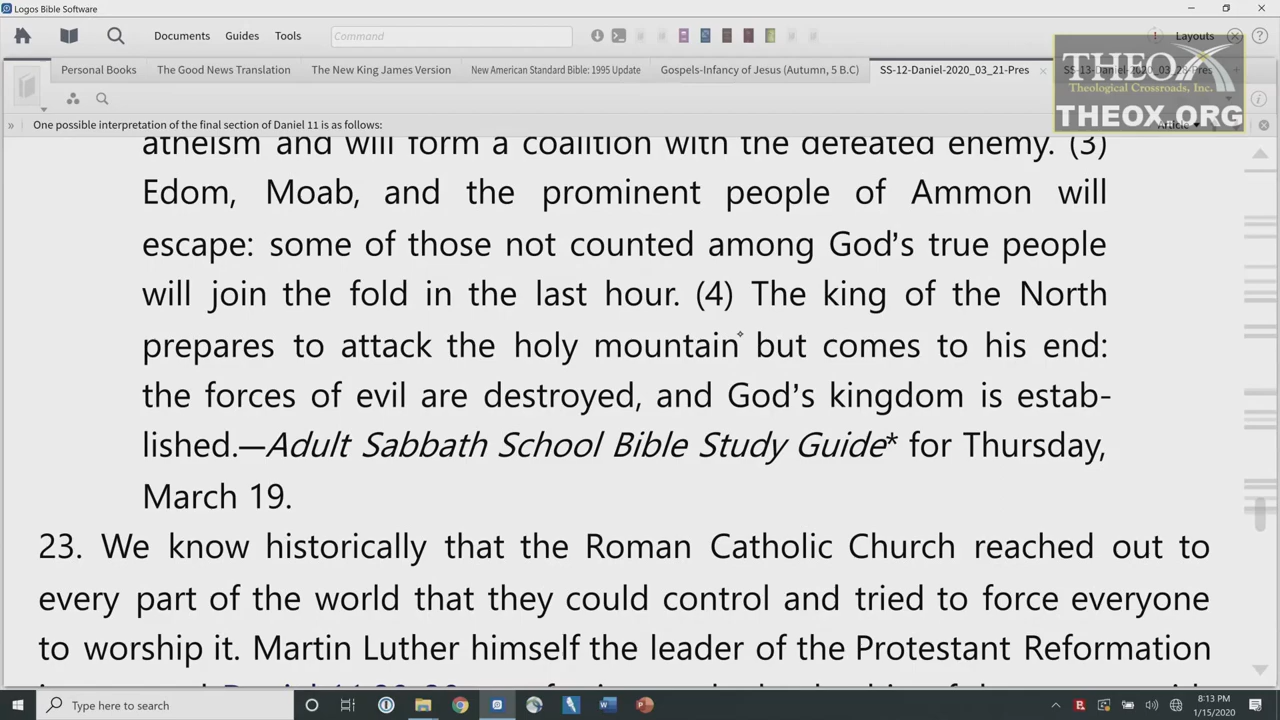 Logos Bible Software
Documents Guides Tools Command Layouts
Personal Books The Good News Translation The New King James Version New American Standard Bible: 1995 Update Gospels-Infancy of Jesus (Autumn, 5 B.C) SS-12-Daniel-2020_03_21-Pres SS-13-Daniel-2020_03_28-Pres
THEOX
Theological Crossroads, Inc.
THEOX.ORG
» One possible interpretation of the final section of Daniel 11 is as follows: Article
atheism and will form a coalition with the defeated enemy. (3)
Edom, Moab, and the prominent people of Ammon will
escape: some of those not counted among God's true people
will join the fold in the last hour. (4) The king of the North
prepares to attack the holy mountain but comes to his end:
the forces of evil are destroyed, and God's kingdom is estab-
lished.—Adult Sabbath School Bible Study Guide* for Thursday,
March 19.
23. We know historically that the Roman Catholic Church reached out to
every part of the world that they could control and tried to force everyone
to worship it. Martin Luther himself the leader of the Protestant Reformation
Type here to search
8:13 PM
1/15/2020